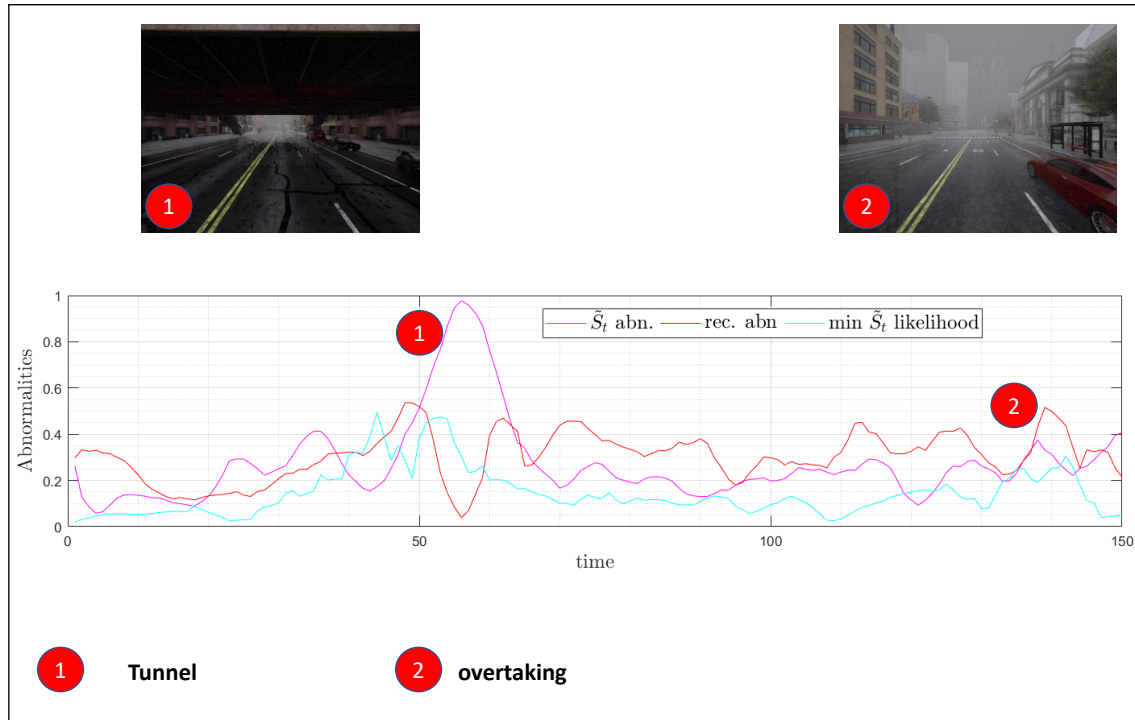 1
2
1
S̃t abn.
rec. abn
min S̃t likelihood
1
0.8
0.6
0.4
0.2
0
Abnormalities
2
0
50
100
150
time
1 Tunnel
2 overtaking